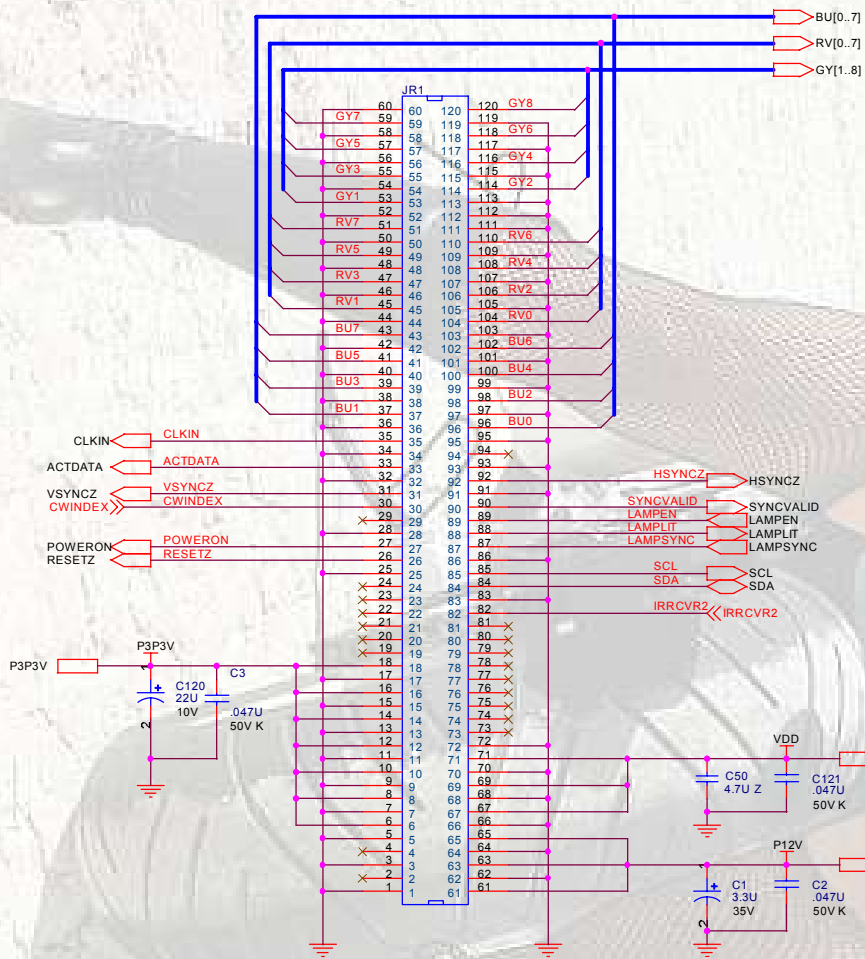 BU[0..7]
RV[0..7]
GY[1..8]
JR1
60 60 120 120 GY8
GY7 59 59 119 119
58 58 118 118 GY6
GY5 57 57 117 117
56 56 116 116 GY4
GY3 55 55 115 115
54 54 114 114 GY2
GY1 53 53 113 113
52 52 112 112
RV7 51 51 111 111
50 50 110 110 RV6
RV5 49 49 109 109
48 48 108 108 RV4
RV3 47 47 107 107
46 46 106 106 RV2
RV1 45 45 105 105
44 44 104 104 RV0
BU7 43 43 103 103
42 42 102 102 BU6
BU5 41 41 101 101
40 40 100 100 BU4
BU3 39 39 99 99
38 38 98 98 BU2
BU1 37 37 97 97
36 36 96 96 BU0
CLKIN CLKIN 35 35 95 95
34 34 94 94
ACTDATA ACTDATA 33 33 93 93
32 32 92 92 HSYNCZ HSYNCZ
VSYNCZ VSYNCZ 31 31 91 91
CWINDEX CWINDEX 30 30 90 90 SYNCVALID SYNCVALID
29 29 89 89 LAMPEN LAMPEN
28 28 88 88 LAMPLIT LAMPLIT
POWERON POWERON 27 27 87 87 LAMPSYNC LAMPSYNC
RESETZ RESETZ 26 26 86 86
25 25 85 85 SCL SCL
24 24 84 84 SDA SDA
23 23 83 83
22 22 82 82 IRRCVR2 IRRCVR2
21 21 81 81
20 20 80 80
19 19 79 79
P3P3V P3P3V 18 18 78 78
17 17 77 77
16 16 76 76
15 15 75 75
14 14 74 74
13 13 73 73
12 12 72 72
11 11 71 71
10 10 70 70
9 9 69 69
8 8 68 68
7 7 67 67
6 6 66 66
5 5 65 65
4 4 64 64
3 3 63 63
2 2 62 62
1 1 61 61
1
2
C120
22U
10V
C3
.047U
50V K
VDD
C50
4.7U Z
C121
.047U
50V K
P12V
1
2
C1
3.3U
35V
C2
.047U
50V K